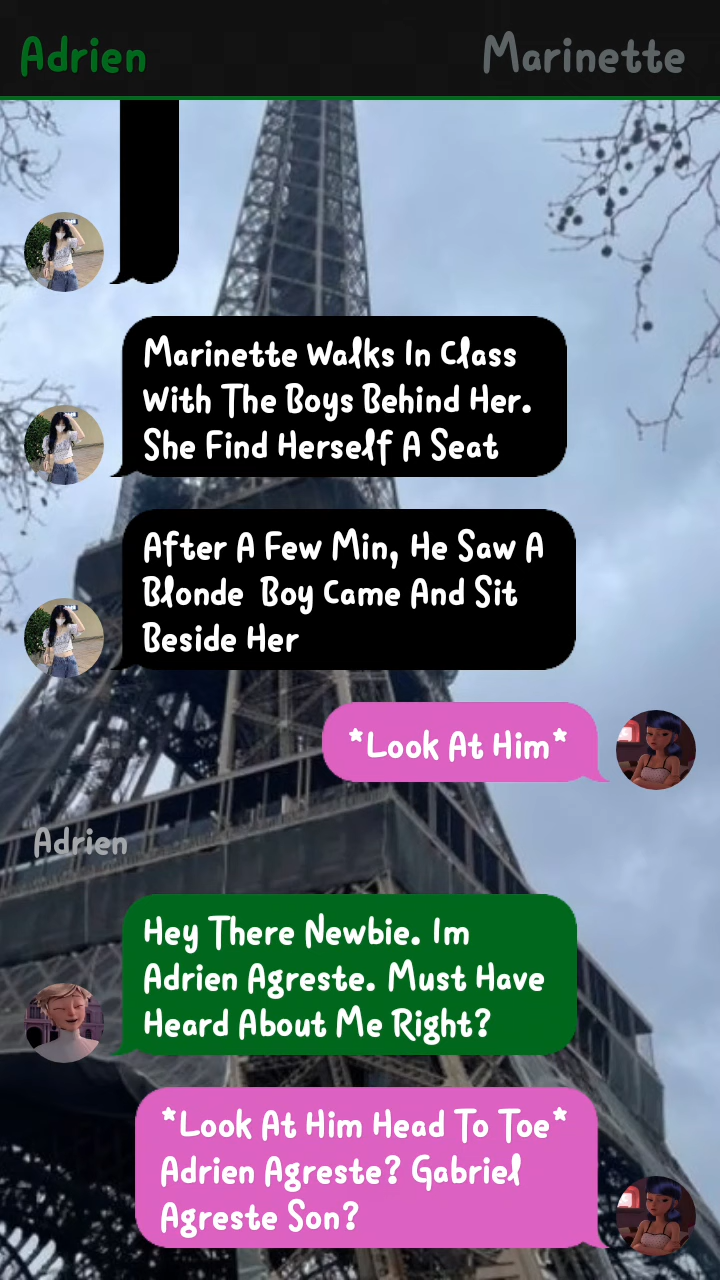 Adrien
Marinette
Marinette Walks In Class
With The Boys Behind Her.
She Find Herself A Seat
After A Few Min, He Saw A
Blonde Boy Came And Sit
Beside Her
*Look At Him*
Adrien
Hey There Newbie. Im
Adrien Agreste. Must Have
Heard About Me Right?
*Look At Him Head To Toe*
Adrien Agreste? Gabriel
Agreste Son?